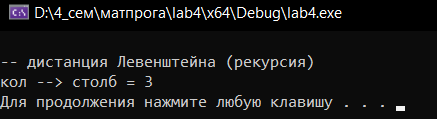 D:\4_сем\матпрога\lab4\x64\Debug\lab4.exe
-- дистанция Левенштейна (рекурсия)
кол --> столб = 3
Для продолжения нажмите любую клавишу . . .